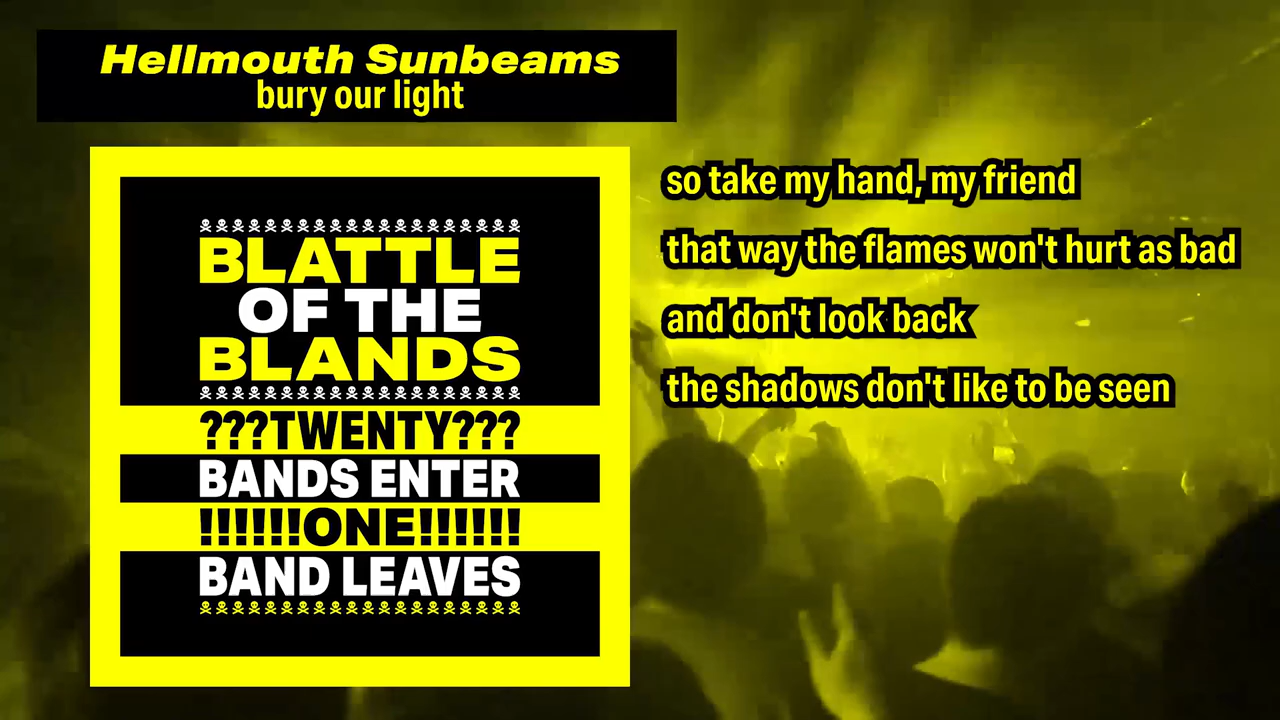 Hellmouth Sunbeams
bury our light
BLATTLE
OF THE
BLANDS
???TWENTY???
BANDS ENTER
!!!!!!ONE!!!!!!
BAND LEAVES
so take my hand, my friend
that way the flames won't hurt as bad
and don't look back
the shadows don't like to be seen